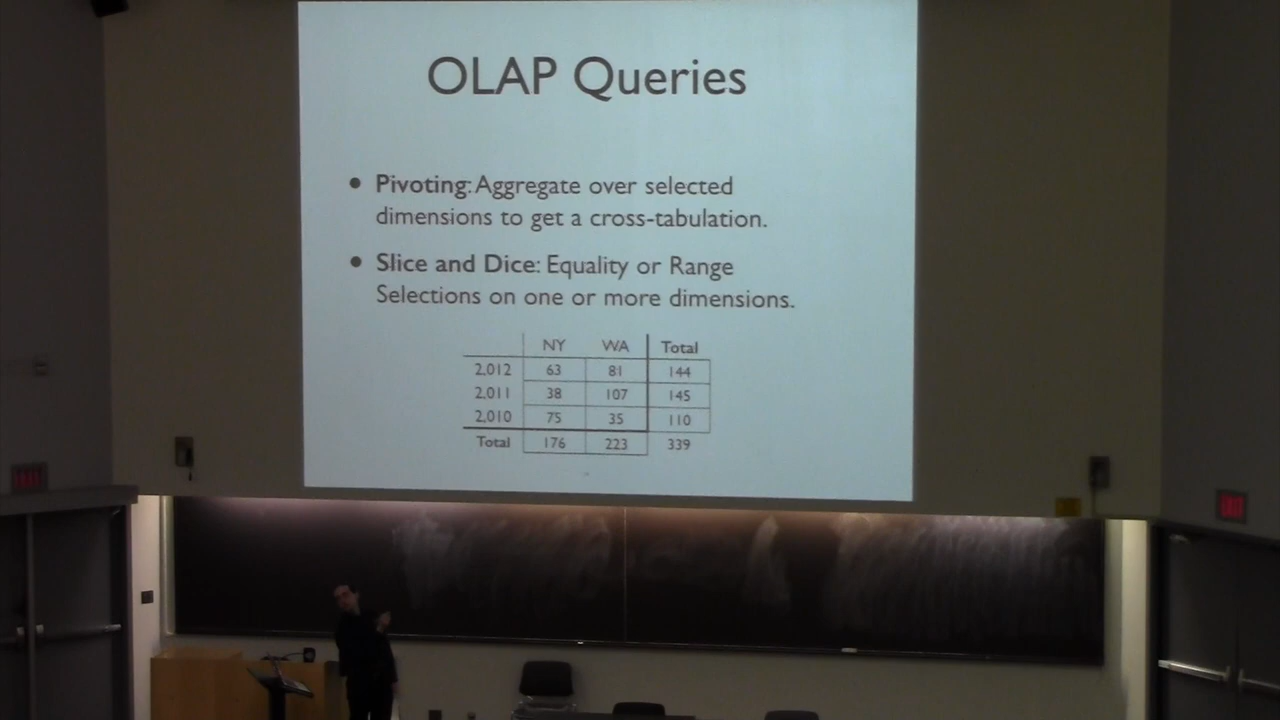 OLAP Queries
• Pivoting: Aggregate over selected
dimensions to get a cross-tabulation.
• Slice and Dice: Equality or Range
Selections on one or more dimensions.
NY WA Total
2,012 63 81 144
2,011 38 107 145
2,010 75 35 110
Total 176 223 339
EXIT